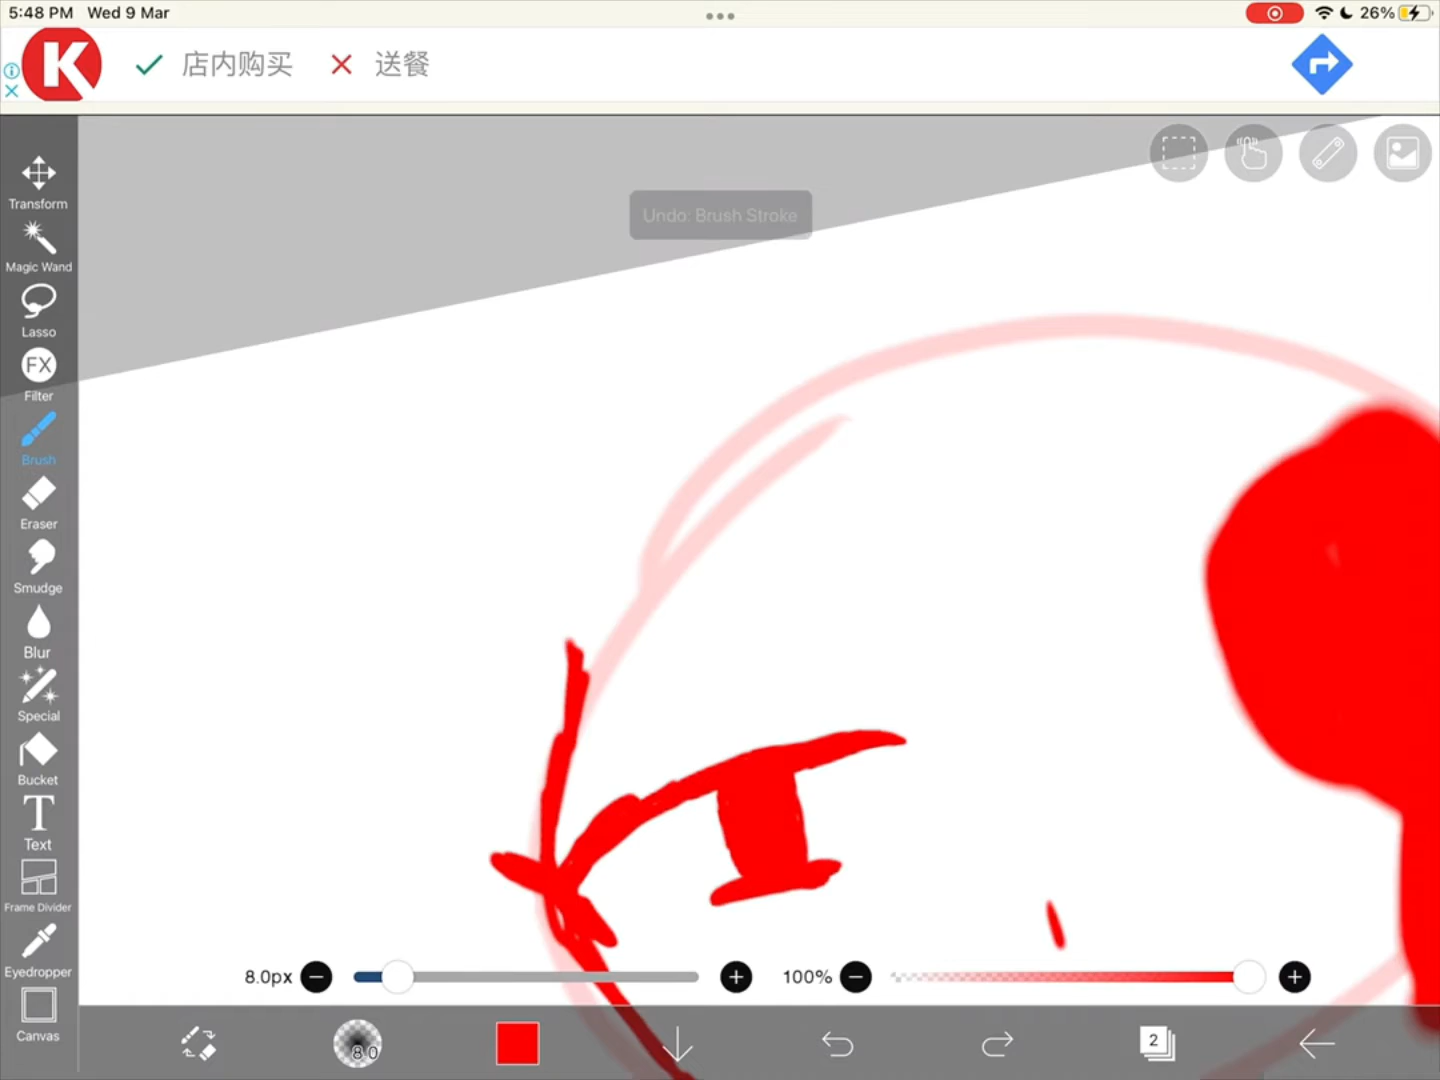 5:48 PM Wed 9 Mar
26%
K
店内购买
送餐
Undo: Brush Stroke
Transform
Magic Wand
Lasso
FX
Filter
Brush
Eraser
Smudge
Blur
Special
Bucket
T
Text
Frame Divider
Eyedropper
Canvas
8.0px
100%
8.0
2